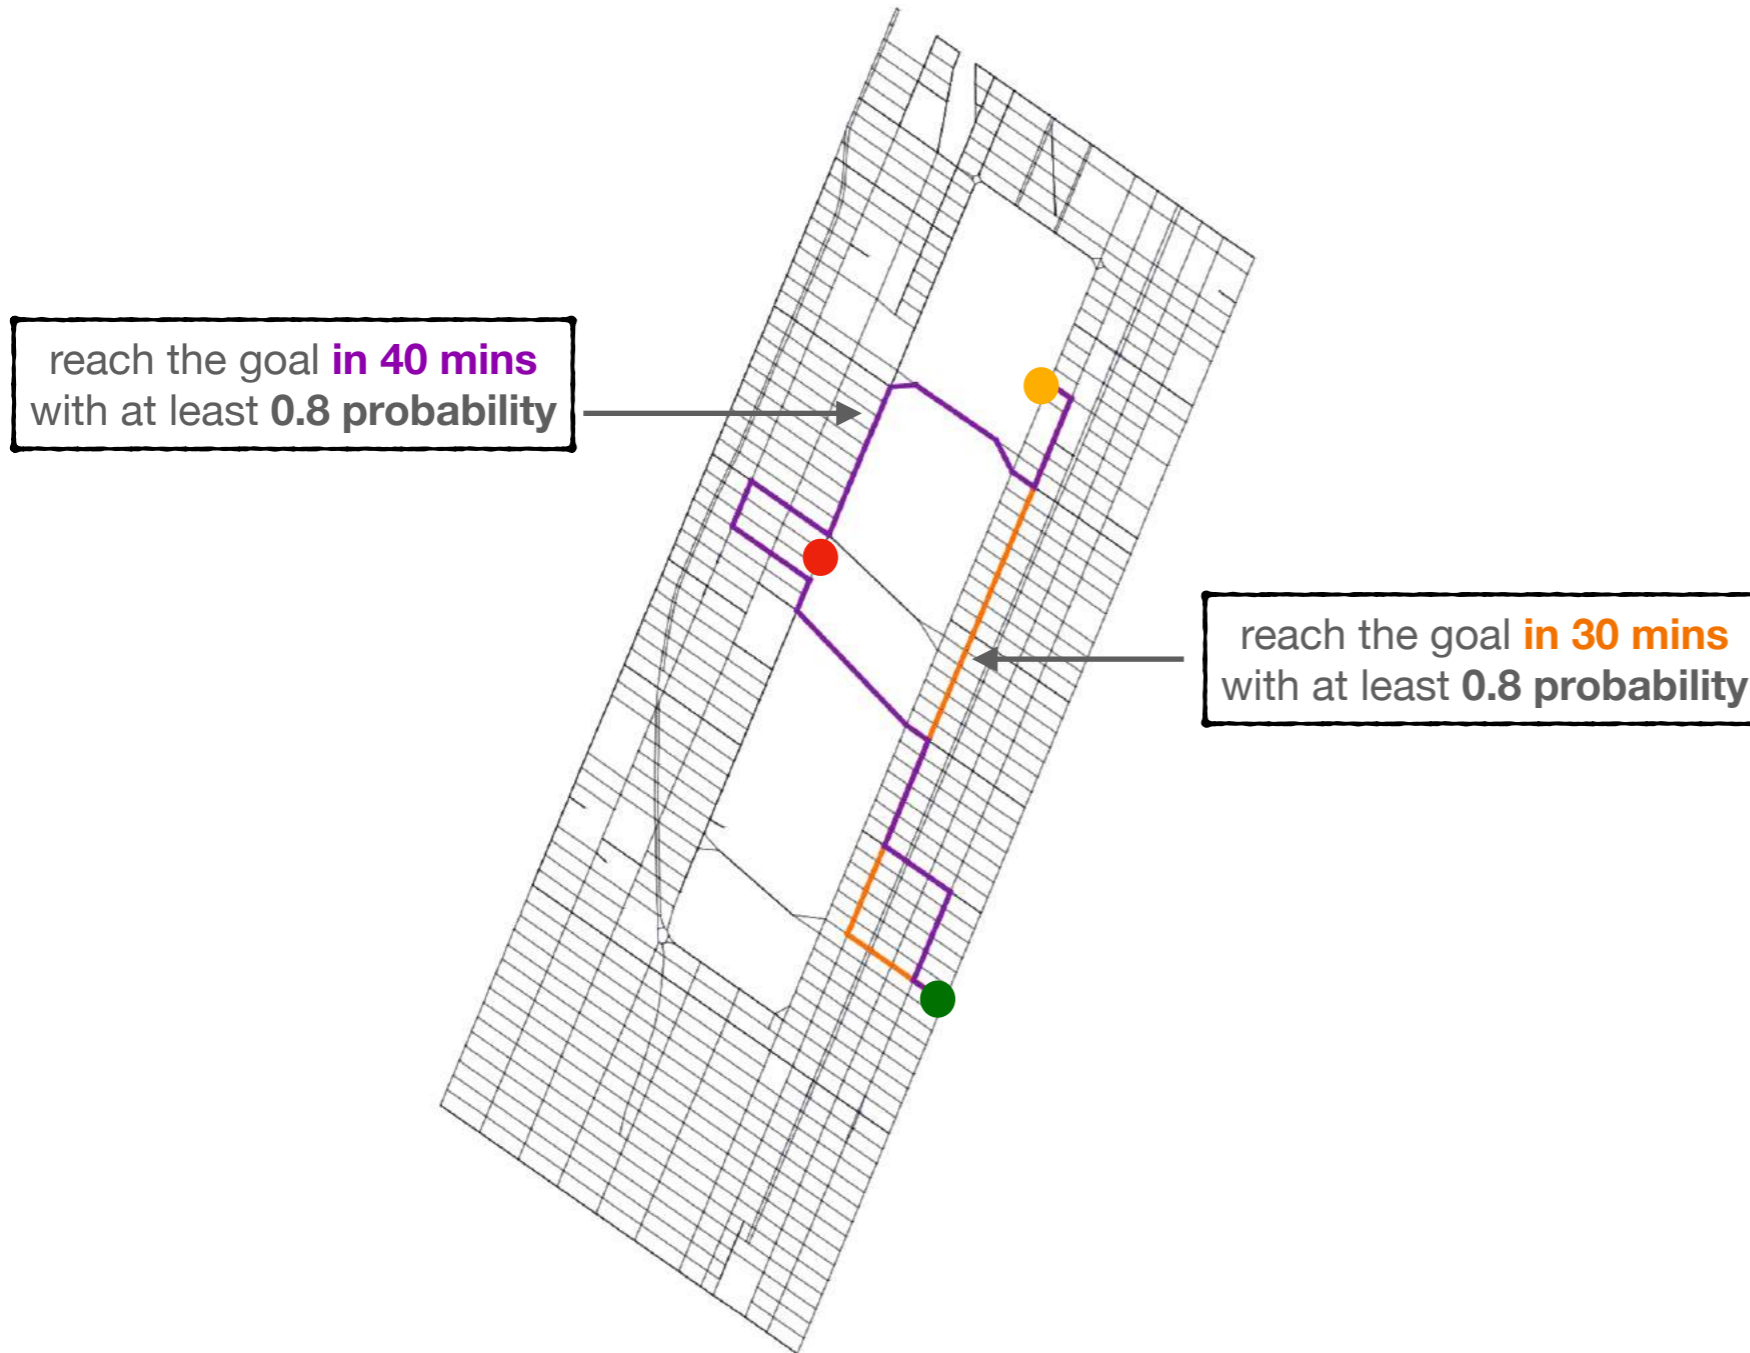 reach the goal in 40 mins
with at least 0.8 probability
reach the goal in 30 mins
with at least 0.8 probability